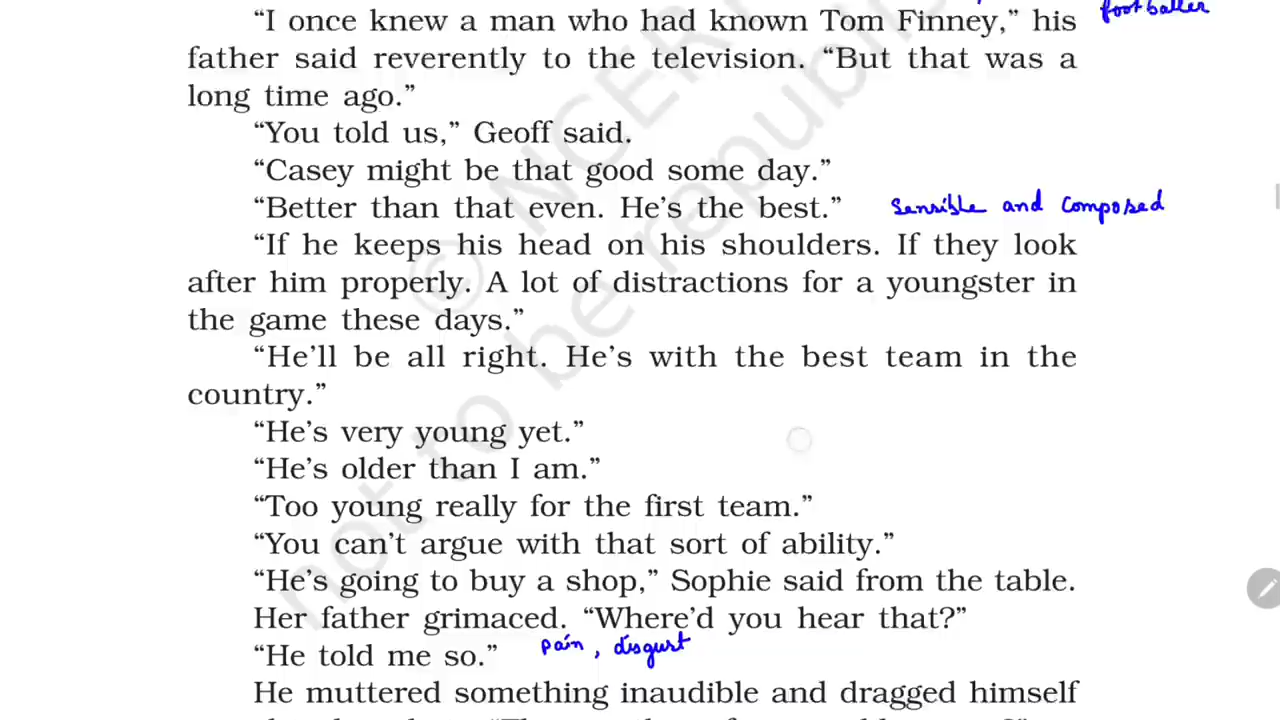 “I once knew a man who had known Tom Finney,” his footballer
father said reverently to the television. “But that was a
long time ago.”
“You told us,” Geoff said.
“Casey might be that good some day.”
“Better than that even. He’s the best.” sensible and composed
“If he keeps his head on his shoulders. If they look
after him properly. A lot of distractions for a youngster in
the game these days.”
“He’ll be all right. He’s with the best team in the
country.”
“He’s very young yet.”
“He’s older than I am.”
“Too young really for the first team.”
“You can’t argue with that sort of ability.”
“He’s going to buy a shop,” Sophie said from the table.
Her father grimaced. “Where’d you hear that?”
“He told me so.” pain, disgust
He muttered something inaudible and dragged himself
© NCERT
not to be republi